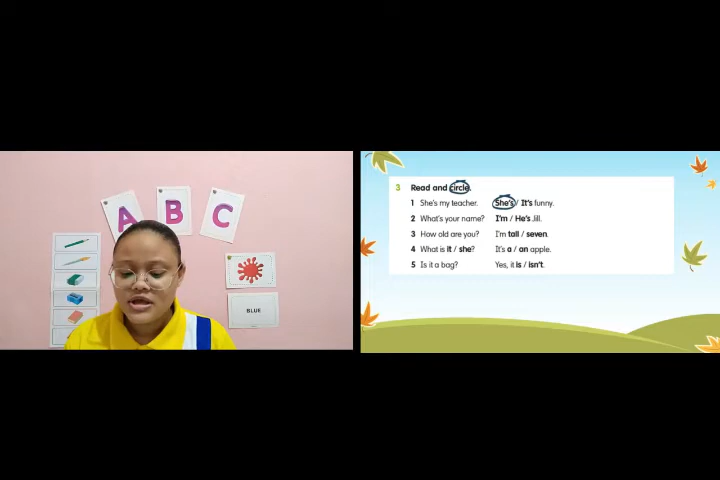 A
B
C
BLUE
3 Read and circle.
1 She's my teacher. She's / It's funny.
2 What's your name? I'm / He's Jill.
3 How old are you? I'm tall / seven.
4 What is it / she? It's a / an apple.
5 Is it a bag? Yes, it is / isn't.